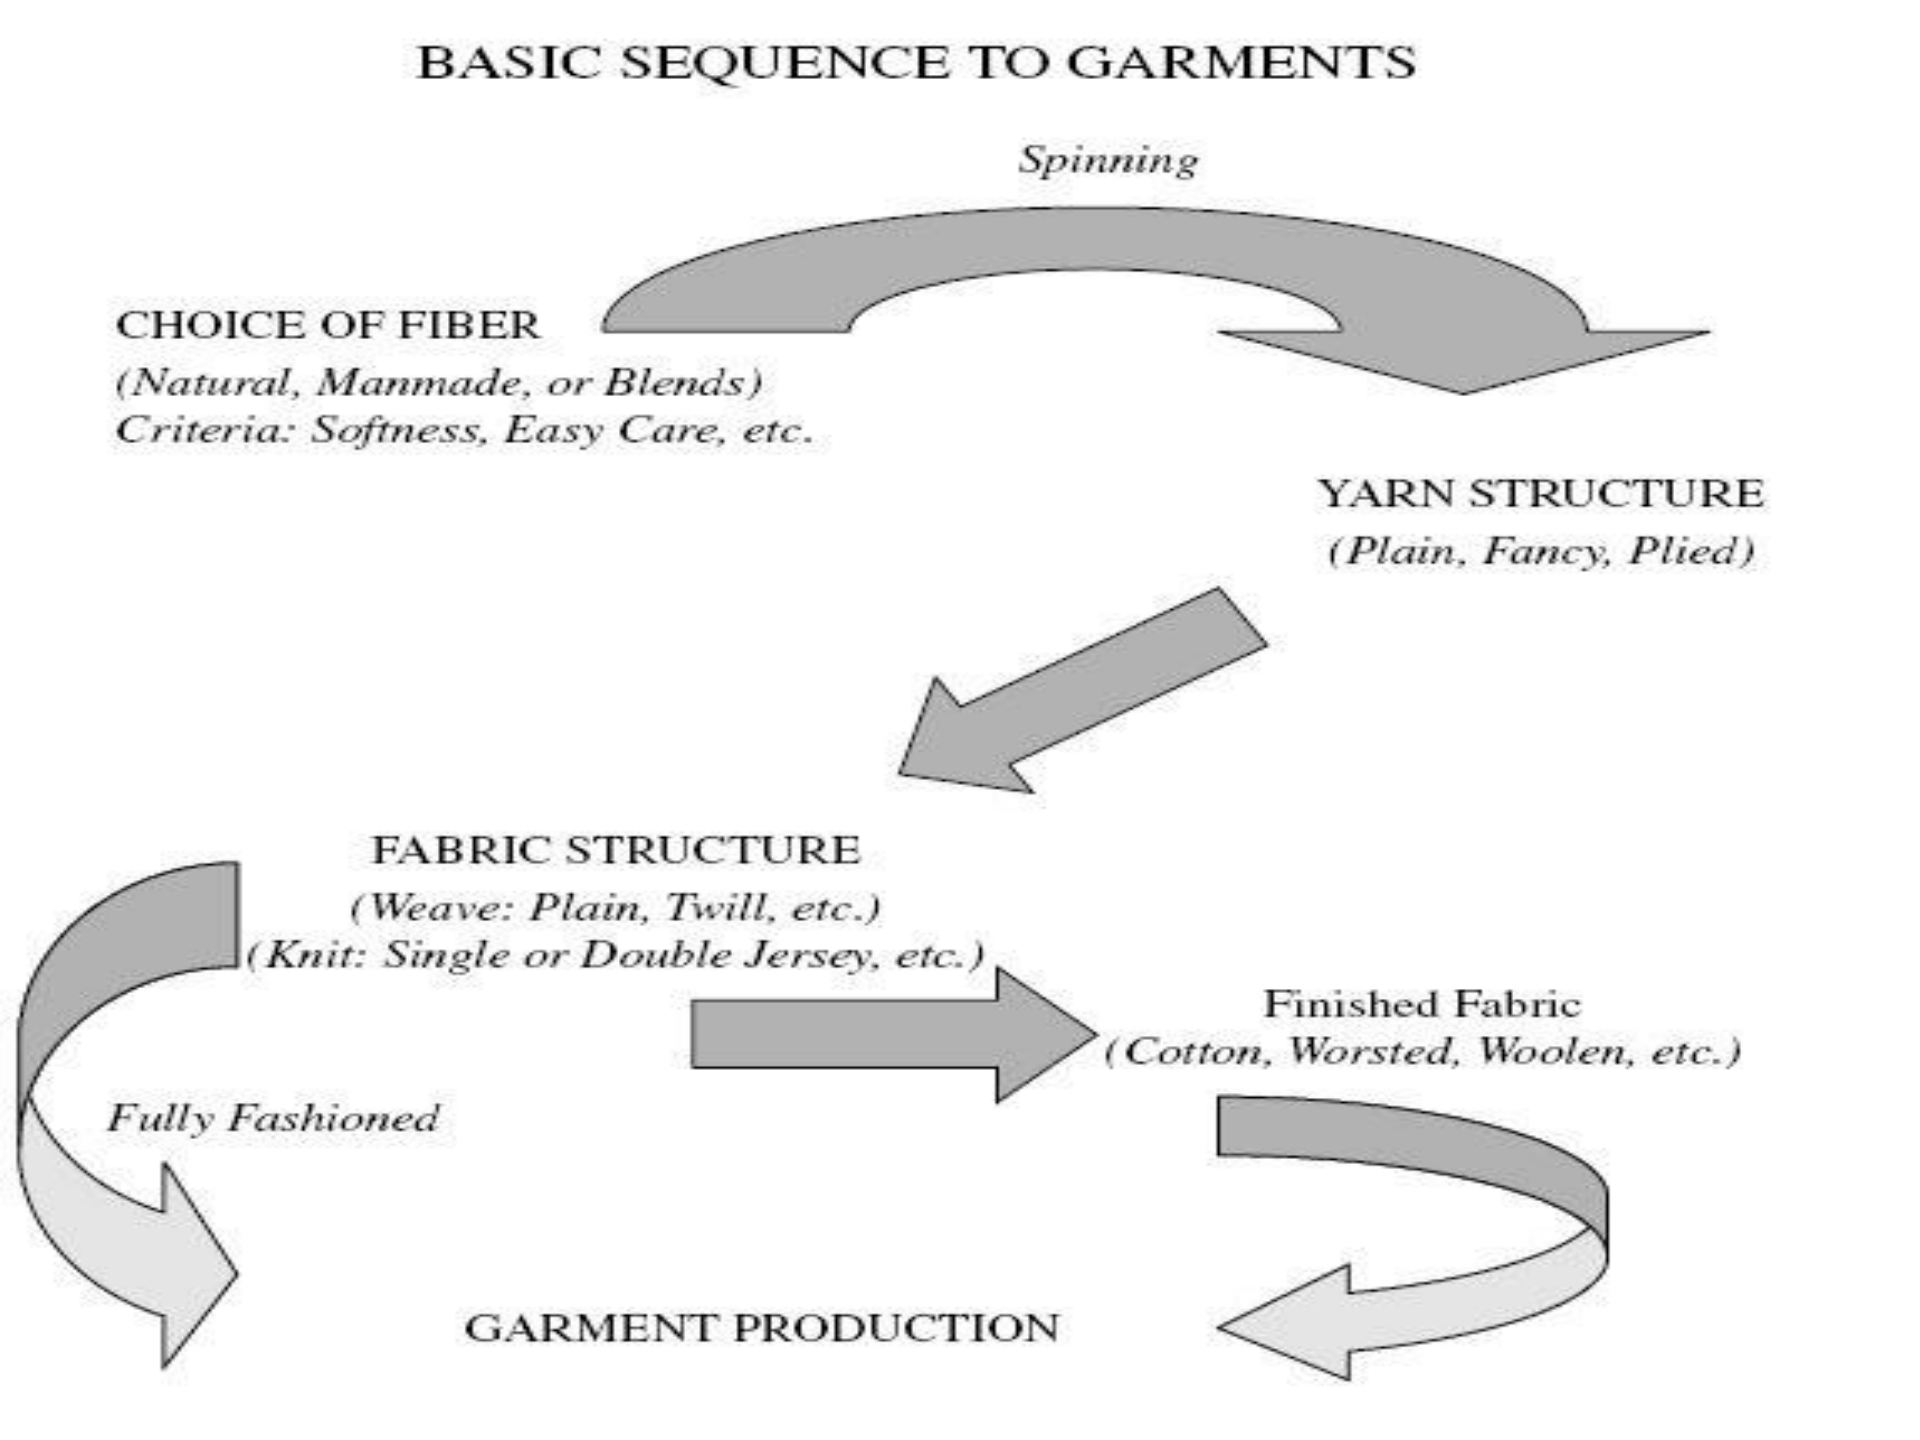 BASIC SEQUENCE TO GARMENTS
Spinning
CHOICE OF FIBER
(Natural, Manmade, or Blends)
Criteria: Softness, Easy Care, etc.
YARN STRUCTURE
(Plain, Fancy, Plied)
FABRIC STRUCTURE
(Weave: Plain, Twill, etc.)
(Knit: Single or Double Jersey, etc.)
Finished Fabric
(Cotton, Worsted, Woolen, etc.)
Fully Fashioned
GARMENT PRODUCTION